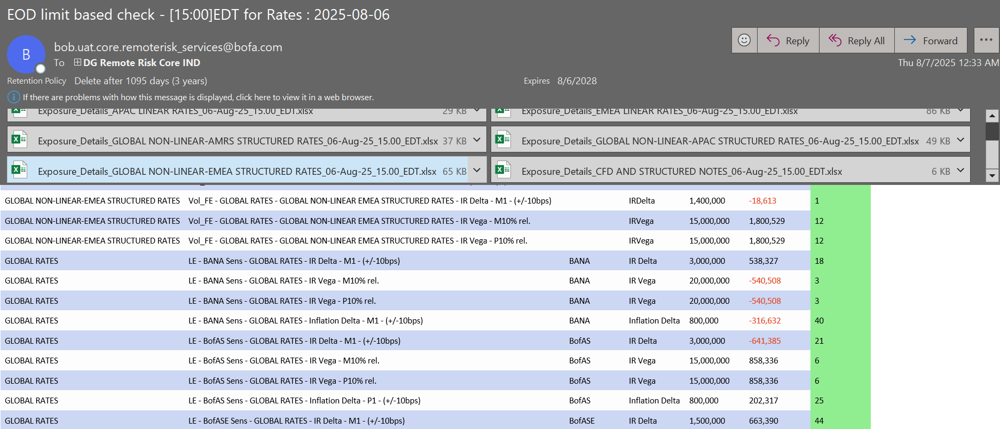 EOD limit based check - [15:00]EDT for Rates : 2025-08-06
B
bob.uat.core.remoterisk_services@bofa.com
To DG Remote Risk Core IND
Reply
Reply All
Forward
Thu 8/7/2025 12:33 AM
Retention Policy Delete after 1095 days (3 years)
Expires 8/6/2028
If there are problems with how this message is displayed, click here to view it in a web browser.
Exposure_Details_APAC LINEAR RATES_06-Aug-25_15.00_EDT.xlsx 29 KB
Exposure_Details_EMEA LINEAR RATES_06-Aug-25_15.00_EDT.xlsx 86 KB
Exposure_Details_GLOBAL NON-LINEAR-AMRS STRUCTURED RATES_06-Aug-25_15.00_EDT.xlsx 37 KB
Exposure_Details_GLOBAL NON-LINEAR-APAC STRUCTURED RATES_06-Aug-25_15.00_EDT.xlsx 49 KB
Exposure_Details_GLOBAL NON-LINEAR-EMEA STRUCTURED RATES_06-Aug-25_15.00_EDT.xlsx 65 KB
Exposure_Details_CFD AND STRUCTURED NOTES_06-Aug-25_15.00_EDT.xlsx 6 KB
GLOBAL NON-LINEAR-EMEA STRUCTURED RATES Vol_FE - GLOBAL RATES - GLOBAL NON-LINEAR EMEA STRUCTURED RATES - IR Delta - M1 - (+/-10bps) IRDelta 1,400,000 -18,613 1
GLOBAL NON-LINEAR-EMEA STRUCTURED RATES Vol_FE - GLOBAL RATES - GLOBAL NON-LINEAR EMEA STRUCTURED RATES - IR Vega - M10% rel. IRVega 15,000,000 1,800,529 12
GLOBAL NON-LINEAR-EMEA STRUCTURED RATES Vol_FE - GLOBAL RATES - GLOBAL NON-LINEAR EMEA STRUCTURED RATES - IR Vega - P10% rel. IRVega 15,000,000 1,800,529 12
GLOBAL RATES LE - BANA Sens - GLOBAL RATES - IR Delta - M1 - (+/-10bps) BANA IR Delta 3,000,000 538,327 18
GLOBAL RATES LE - BANA Sens - GLOBAL RATES - IR Vega - M10% rel. BANA IR Vega 20,000,000 -540,508 3
GLOBAL RATES LE - BANA Sens - GLOBAL RATES - IR Vega - P10% rel. BANA IR Vega 20,000,000 -540,508 3
GLOBAL RATES LE - BANA Sens - GLOBAL RATES - Inflation Delta - M1 - (+/-10bps) BANA Inflation Delta 800,000 -316,632 40
GLOBAL RATES LE - BofAS Sens - GLOBAL RATES - IR Delta - M1 - (+/-10bps) BofAS IR Delta 3,000,000 -641,385 21
GLOBAL RATES LE - BofAS Sens - GLOBAL RATES - IR Vega - M10% rel. BofAS IR Vega 15,000,000 858,336 6
GLOBAL RATES LE - BofAS Sens - GLOBAL RATES - IR Vega - P10% rel. BofAS IR Vega 15,000,000 858,336 6
GLOBAL RATES LE - BofAS Sens - GLOBAL RATES - Inflation Delta - P1 - (+/-10bps) BofAS Inflation Delta 800,000 202,317 25
GLOBAL RATES LE - BofASE Sens - GLOBAL RATES - IR Delta - M1 - (+/-10bps) BofASE IR Delta 1,500,000 663,390 44